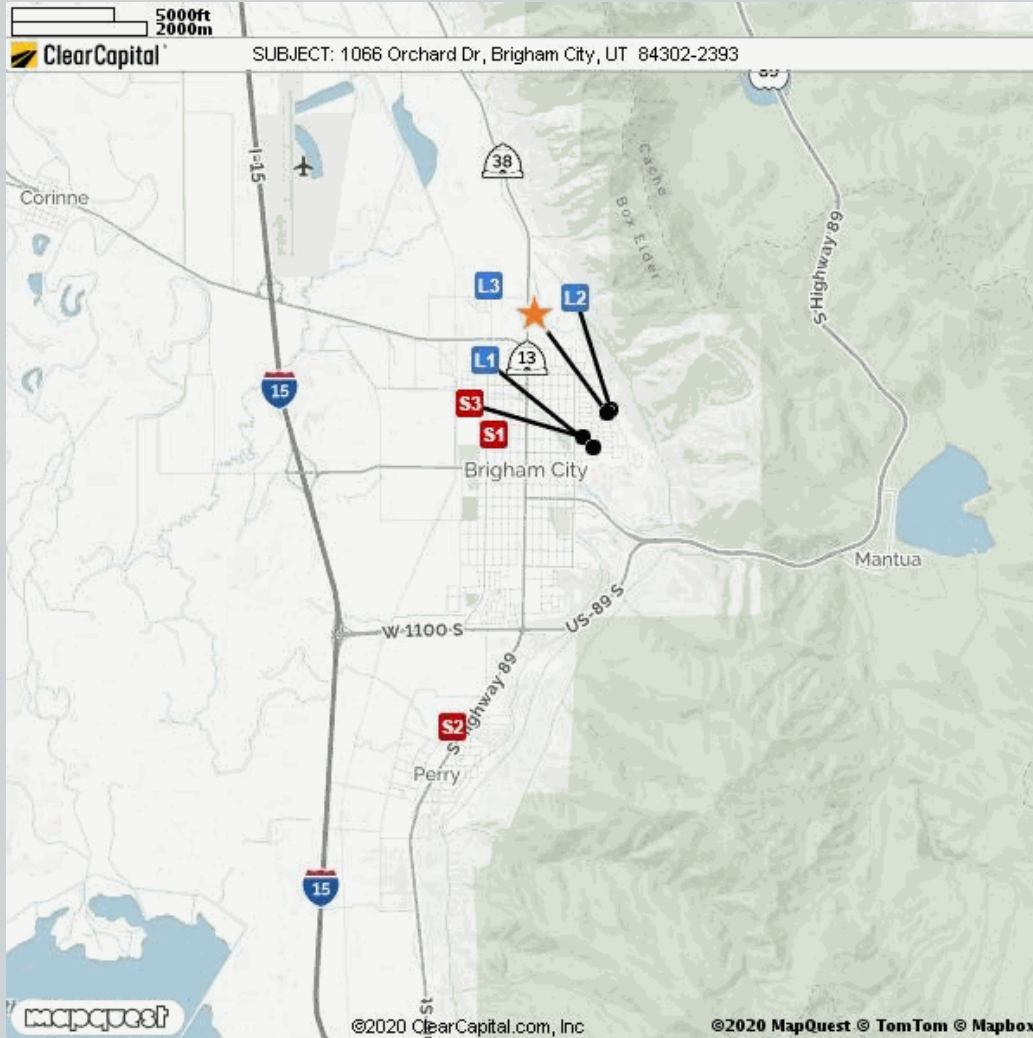 5000ft
2000m
ClearCapital
SUBJECT: 1066 Orchard Dr, Brigham City, UT 84302-2393
89
I-15
38
Cache
Box Elder
Corinne
S Highway 89
L3
L2
L1
13
15
S3
S1
Brigham City
Mantua
US-89 S
W 1100 S
S Highway 89
S2
Perry
15
mapquest
©2020 ClearCapital.com, Inc
©2020 MapQuest © TomTom © Mapbox